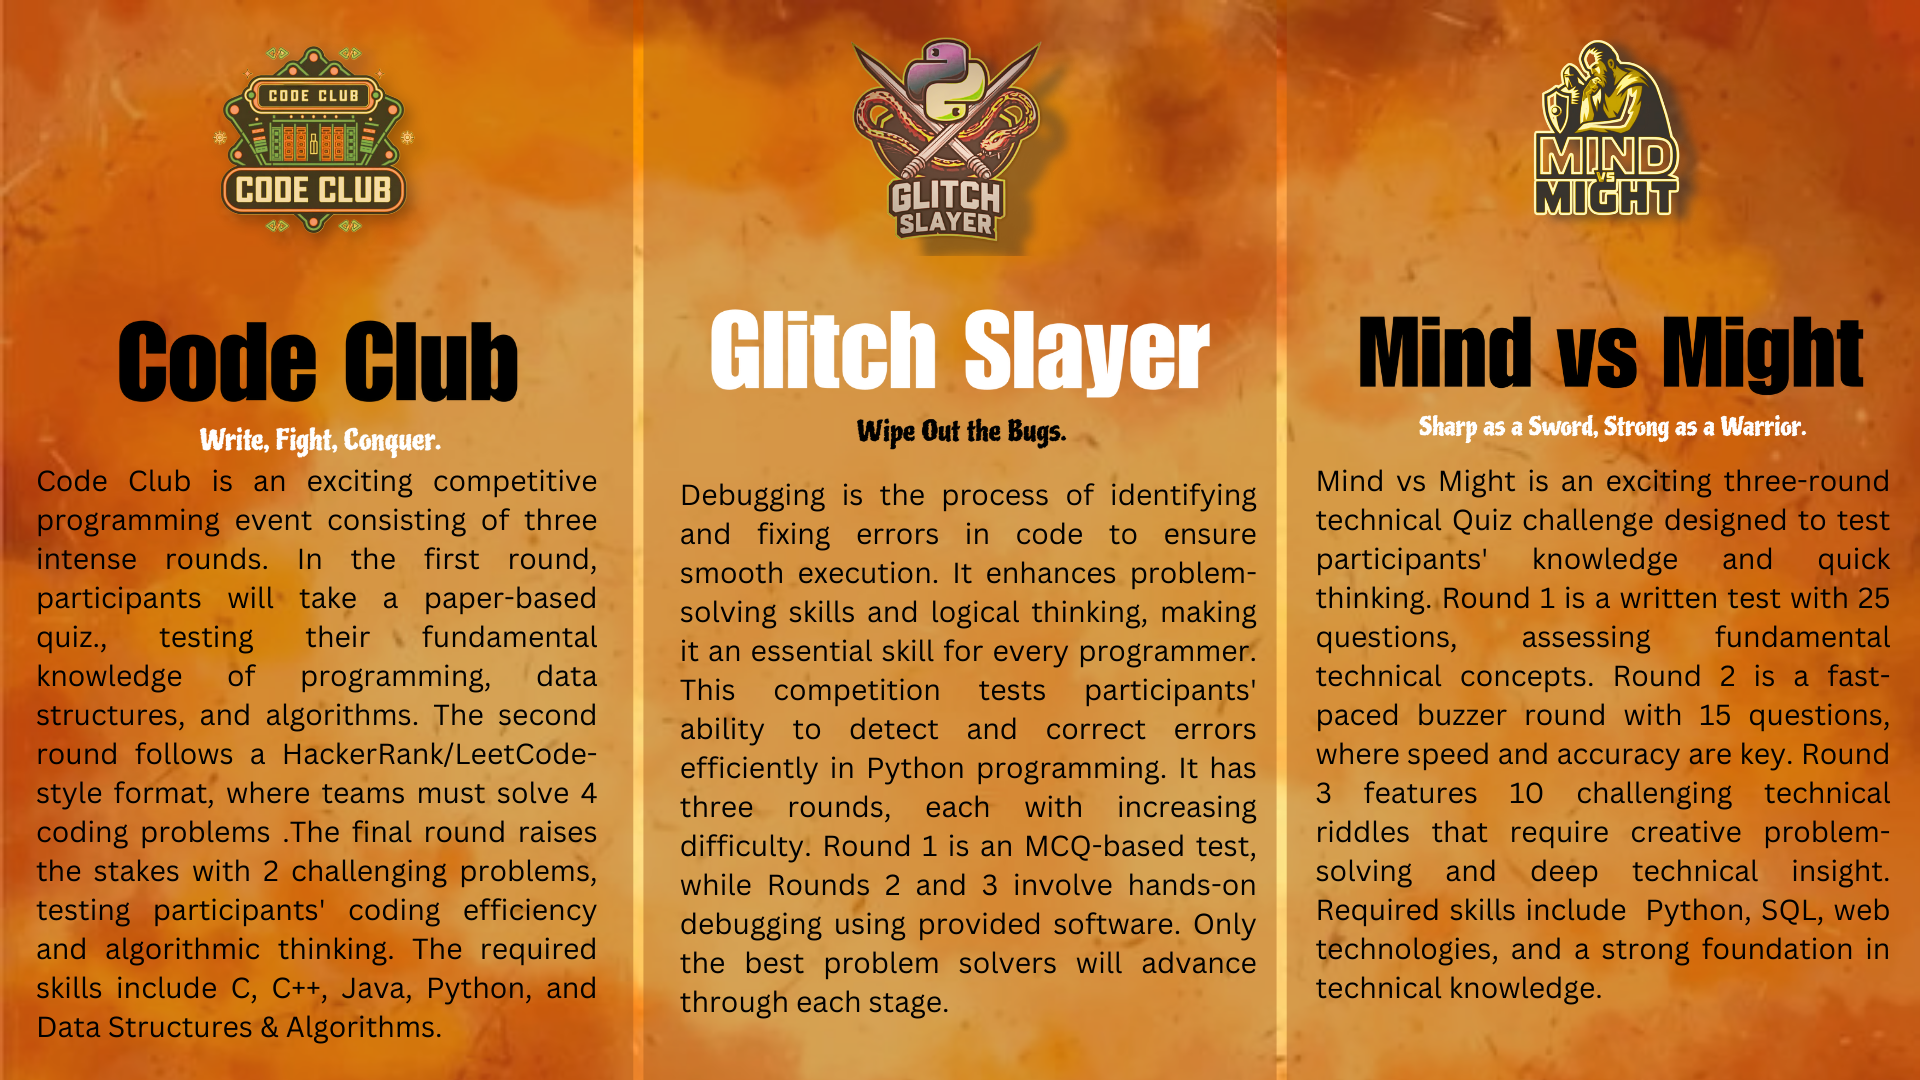 CODE CLUB
CODE CLUB
Code Club
Write, Fight, Conquer.
Code Club is an exciting competitive
programming event consisting of three
intense rounds. In the first round,
participants will take a paper-based
quiz., testing their fundamental
knowledge of programming, data
structures, and algorithms. The second
round follows a HackerRank/LeetCode-
style format, where teams must solve 4
coding problems .The final round raises
the stakes with 2 challenging problems,
testing participants' coding efficiency
and algorithmic thinking. The required
skills include C, C++, Java, Python, and
Data Structures & Algorithms.
GLITCH
SLAYER
Glitch Slayer
Wipe Out the Bugs.
Debugging is the process of identifying
and fixing errors in code to ensure
smooth execution. It enhances problem-
solving skills and logical thinking, making
it an essential skill for every programmer.
This competition tests participants'
ability to detect and correct errors
efficiently in Python programming. It has
three rounds, each with increasing
difficulty. Round 1 is an MCQ-based test,
while Rounds 2 and 3 involve hands-on
debugging using provided software. Only
the best problem solvers will advance
through each stage.
MIND
VS
MIGHT
Mind vs Might
Sharp as a Sword, Strong as a Warrior.
Mind vs Might is an exciting three-round
technical Quiz challenge designed to test
participants' knowledge and quick
thinking. Round 1 is a written test with 25
questions, assessing fundamental
technical concepts. Round 2 is a fast-
paced buzzer round with 15 questions,
where speed and accuracy are key. Round
3 features 10 challenging technical
riddles that require creative problem-
solving and deep technical insight.
Required skills include Python, SQL, web
technologies, and a strong foundation in
technical knowledge.